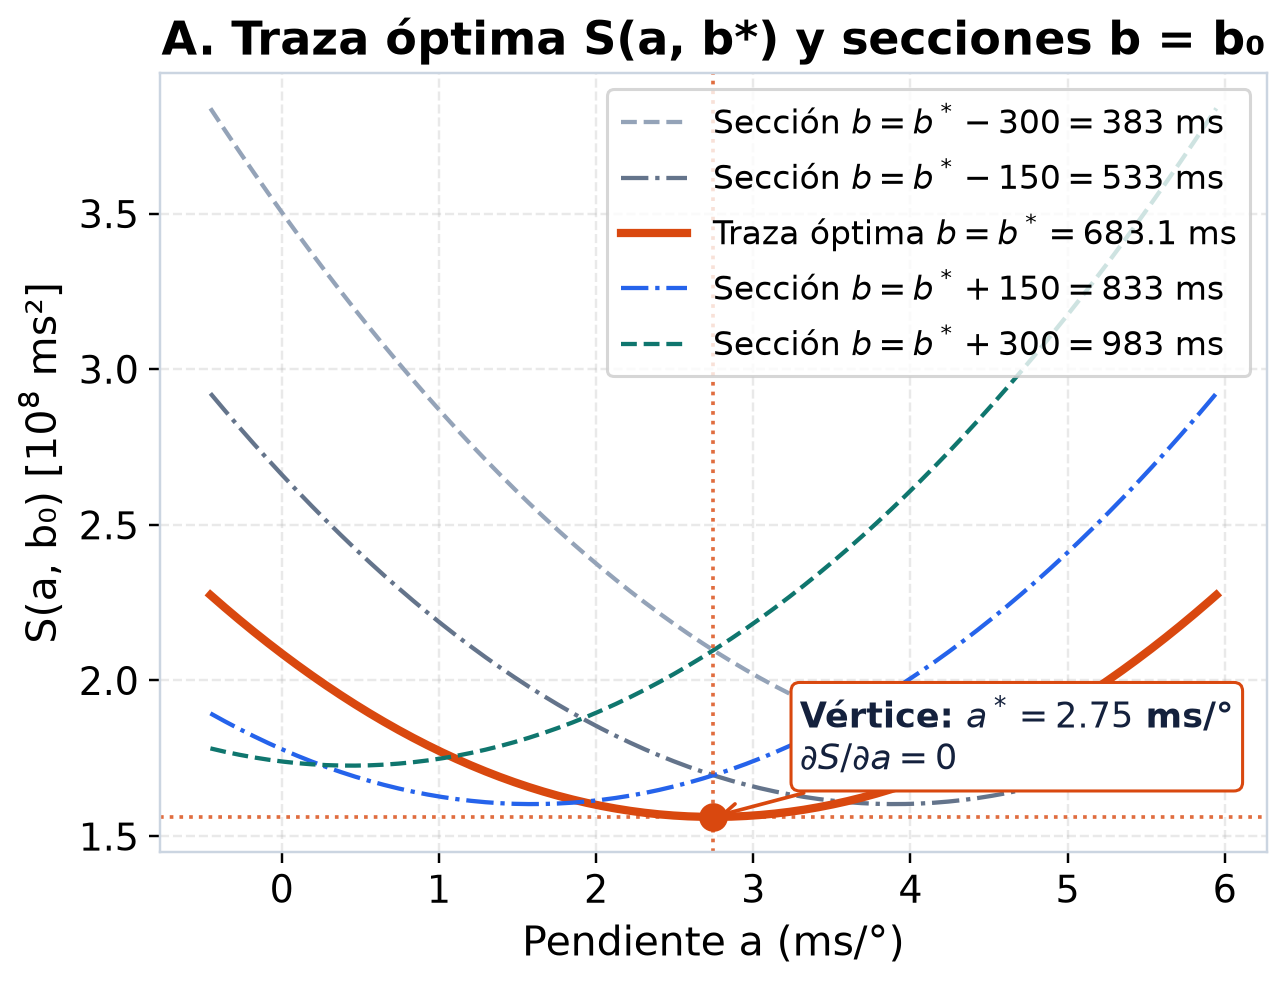 A. Traza óptima S(a, b*) y secciones b = b₀
Sección b = b* − 300 = 383 ms
Sección b = b* − 150 = 533 ms
Traza óptima b = b* = 683.1 ms
Sección b = b* + 150 = 833 ms
Sección b = b* + 300 = 983 ms
S(a, b₀) [10⁸ ms²]
3.5
3.0
2.5
2.0
1.5
Vértice: a* = 2.75 ms/°
∂S/∂a = 0
0 1 2 3 4 5 6
Pendiente a (ms/°)